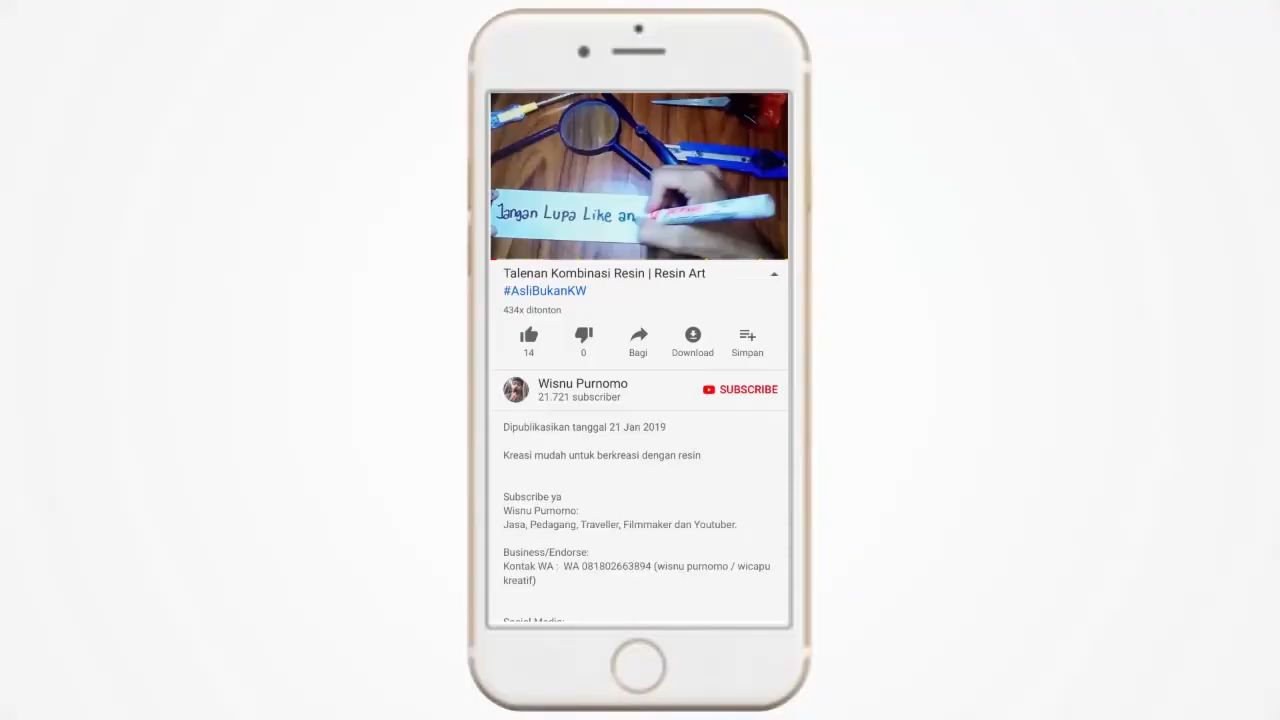 Jangan Lupa Like an
Talenan Kombinasi Resin | Resin Art
#AsliBukanKW
434x ditonton
14
0
Bagi
Download
Simpan
Wisnu Purnomo
21.721 subscriber
SUBSCRIBE
Dipublikasikan tanggal 21 Jan 2019
Kreasi mudah untuk berkreasi dengan resin
Subscribe ya
Wisnu Purnomo:
Jasa, Pedagang, Traveller, Filmmaker dan Youtuber.
Business/Endorse:
Kontak WA : WA 081802663894 (wisnu purnomo / wicapu
kreatif)
Social Media: